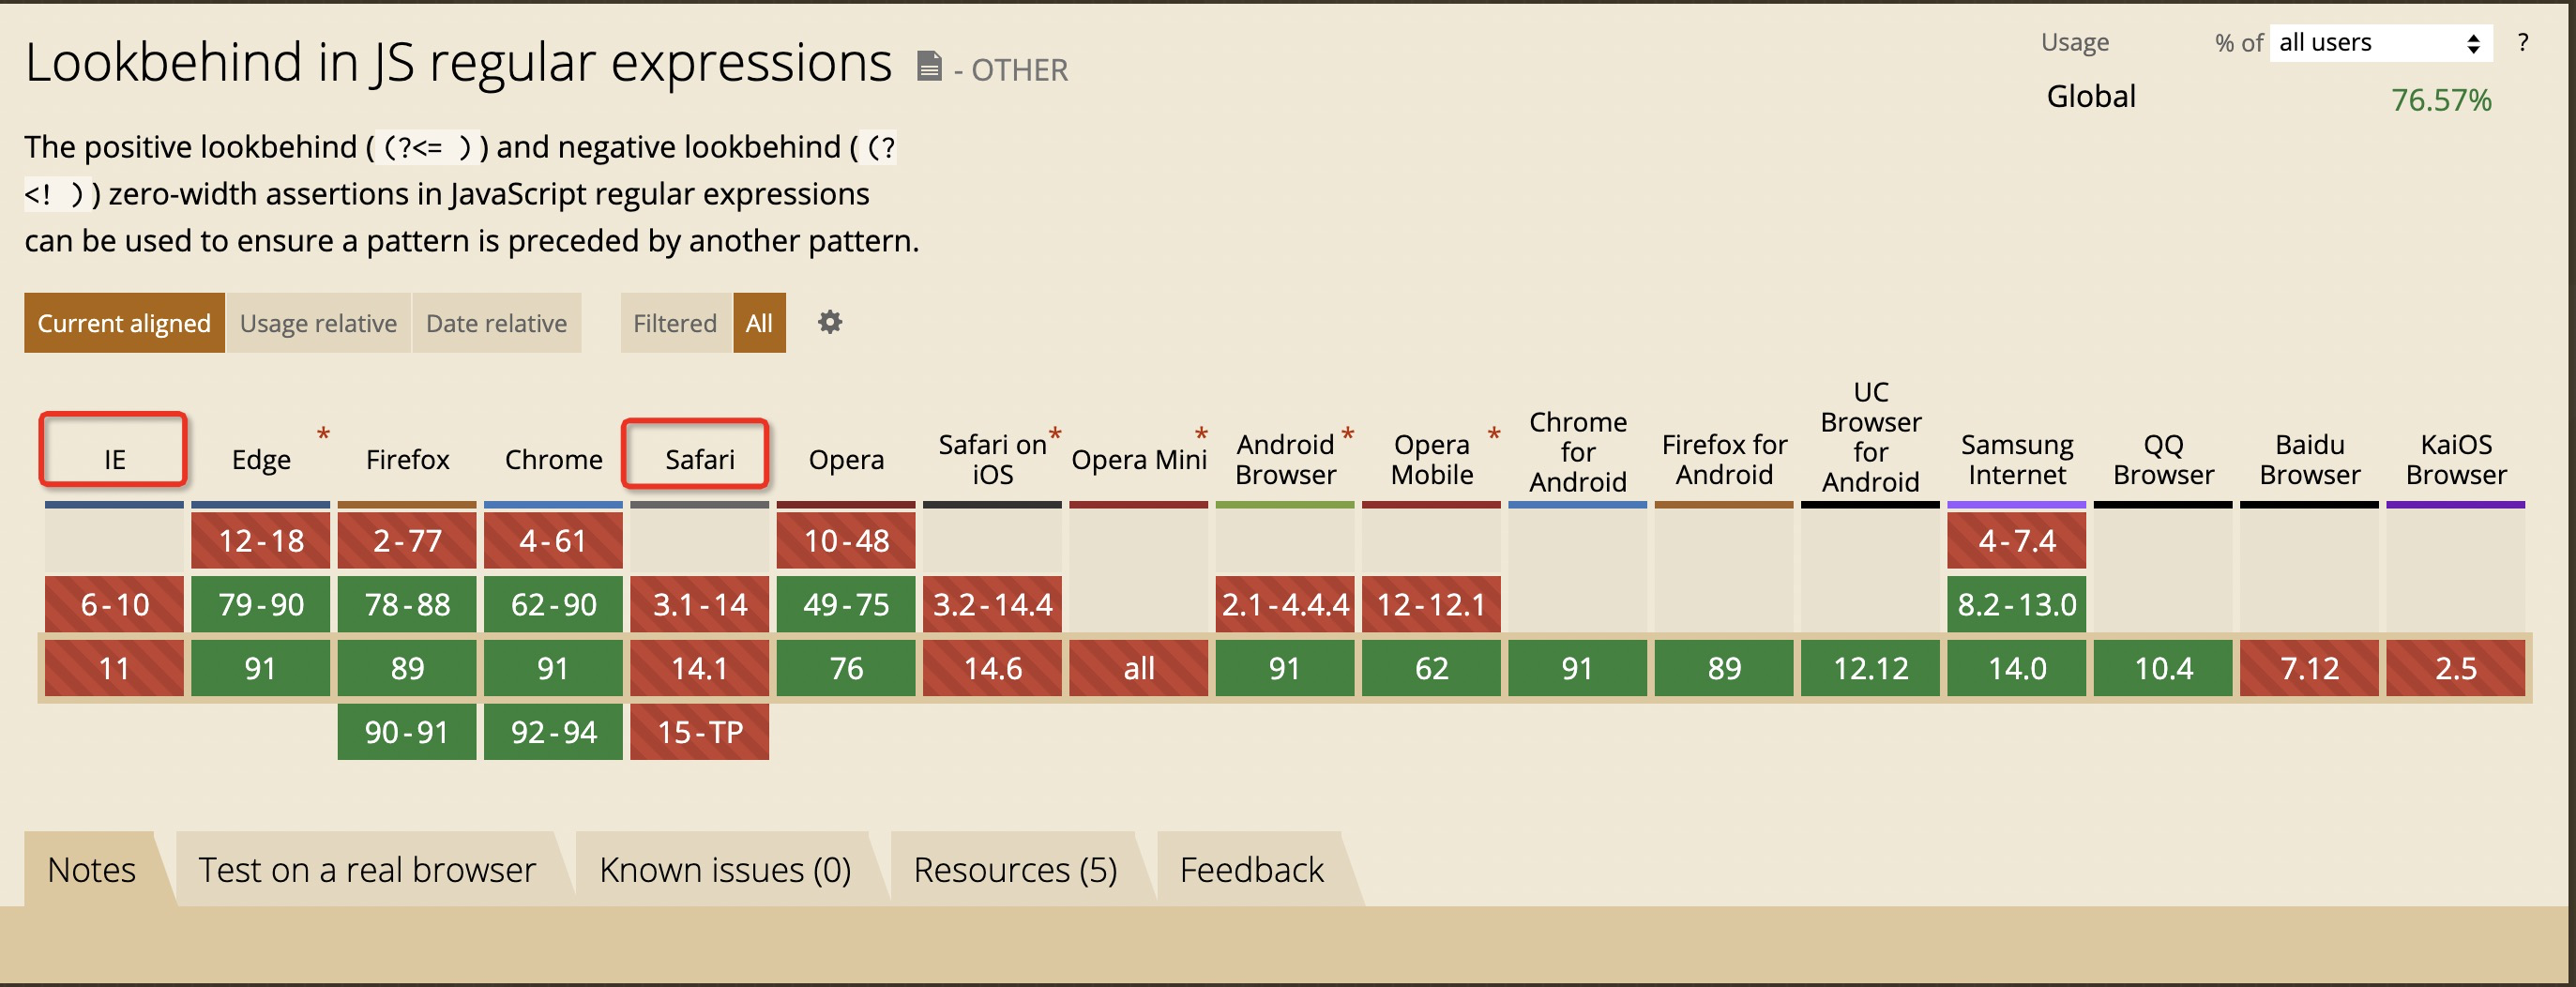 Lookbehind in JS regular expressions - OTHER
Usage % of all users ?
Global 76.57%
The positive lookbehind ( (?<= ) ) and negative lookbehind ( (?
<! ) ) zero-width assertions in JavaScript regular expressions
can be used to ensure a pattern is preceded by another pattern.
Current aligned Usage relative Date relative Filtered All
IE
Edge *
Firefox
Chrome
Safari
Opera
Safari on *
iOS
Opera Mini *
Android *
Browser
Opera *
Mobile
Chrome
for
Android
Firefox for
Android
UC
Browser
for
Android
Samsung
Internet
QQ
Browser
Baidu
Browser
KaiOS
Browser
12-18 2-77 4-61 10-48 4-7.4
6-10 79-90 78-88 62-90 3.1-14 49-75 3.2-14.4 2.1-4.4.4 12-12.1 8.2-13.0
11 91 89 91 14.1 76 14.6 all 91 62 91 89 12.12 14.0 10.4 7.12 2.5
90-91 92-94 15-TP
Notes Test on a real browser Known issues (0) Resources (5) Feedback